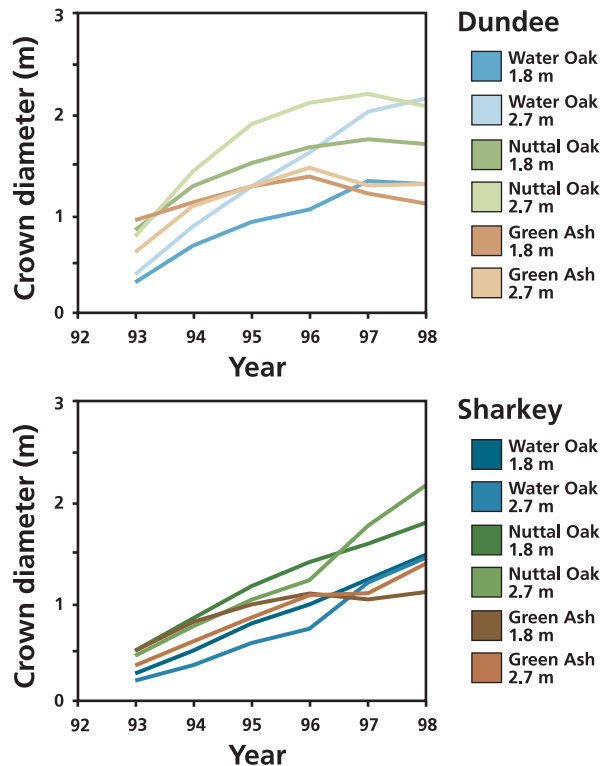 3
2
1
0
Crown diameter (m)
92 93 94 95 96 97 98
Year
Dundee
Water Oak
1.8 m
Water Oak
2.7 m
Nuttal Oak
1.8 m
Nuttal Oak
2.7 m
Green Ash
1.8 m
Green Ash
2.7 m
3
2
1
0
Crown diameter (m)
92 93 94 95 96 97 98
Year
Sharkey
Water Oak
1.8 m
Water Oak
2.7 m
Nuttal Oak
1.8 m
Nuttal Oak
2.7 m
Green Ash
1.8 m
Green Ash
2.7 m